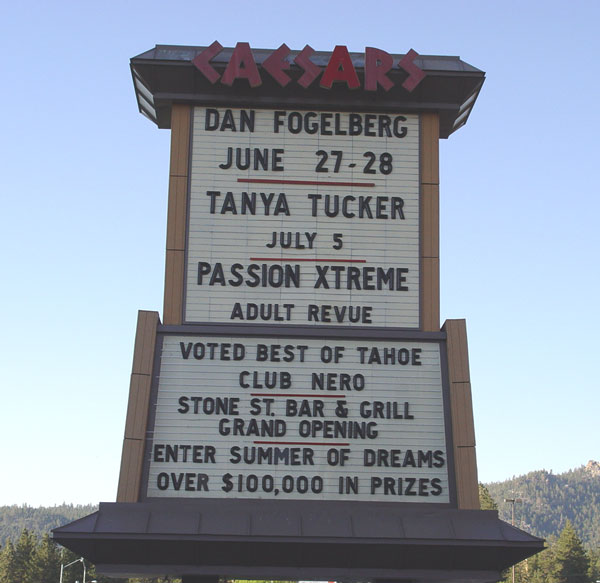 CAESARS
DAN FOGELBERG
JUNE 27-28
TANYA TUCKER
JULY 5
PASSION XTREME
ADULT REVUE
VOTED BEST OF TAHOE
CLUB NERO
STONE ST. BAR & GRILL
GRAND OPENING
ENTER SUMMER OF DREAMS
OVER $100,000 IN PRIZES